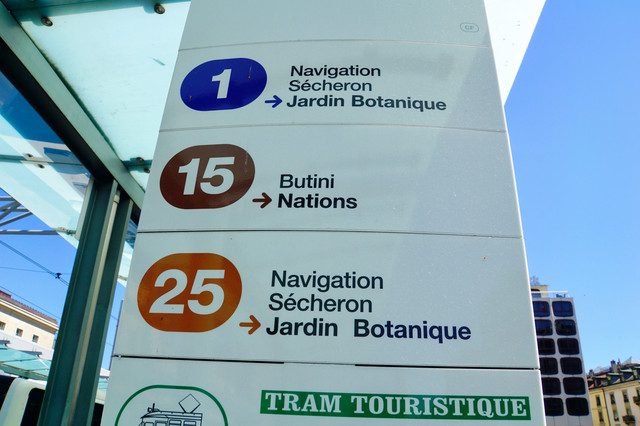 1
Navigation
Sécheron
→ Jardin Botanique
15
Butini
→ Nations
25
Navigation
Sécheron
→ Jardin Botanique
TRAM TOURISTIQUE